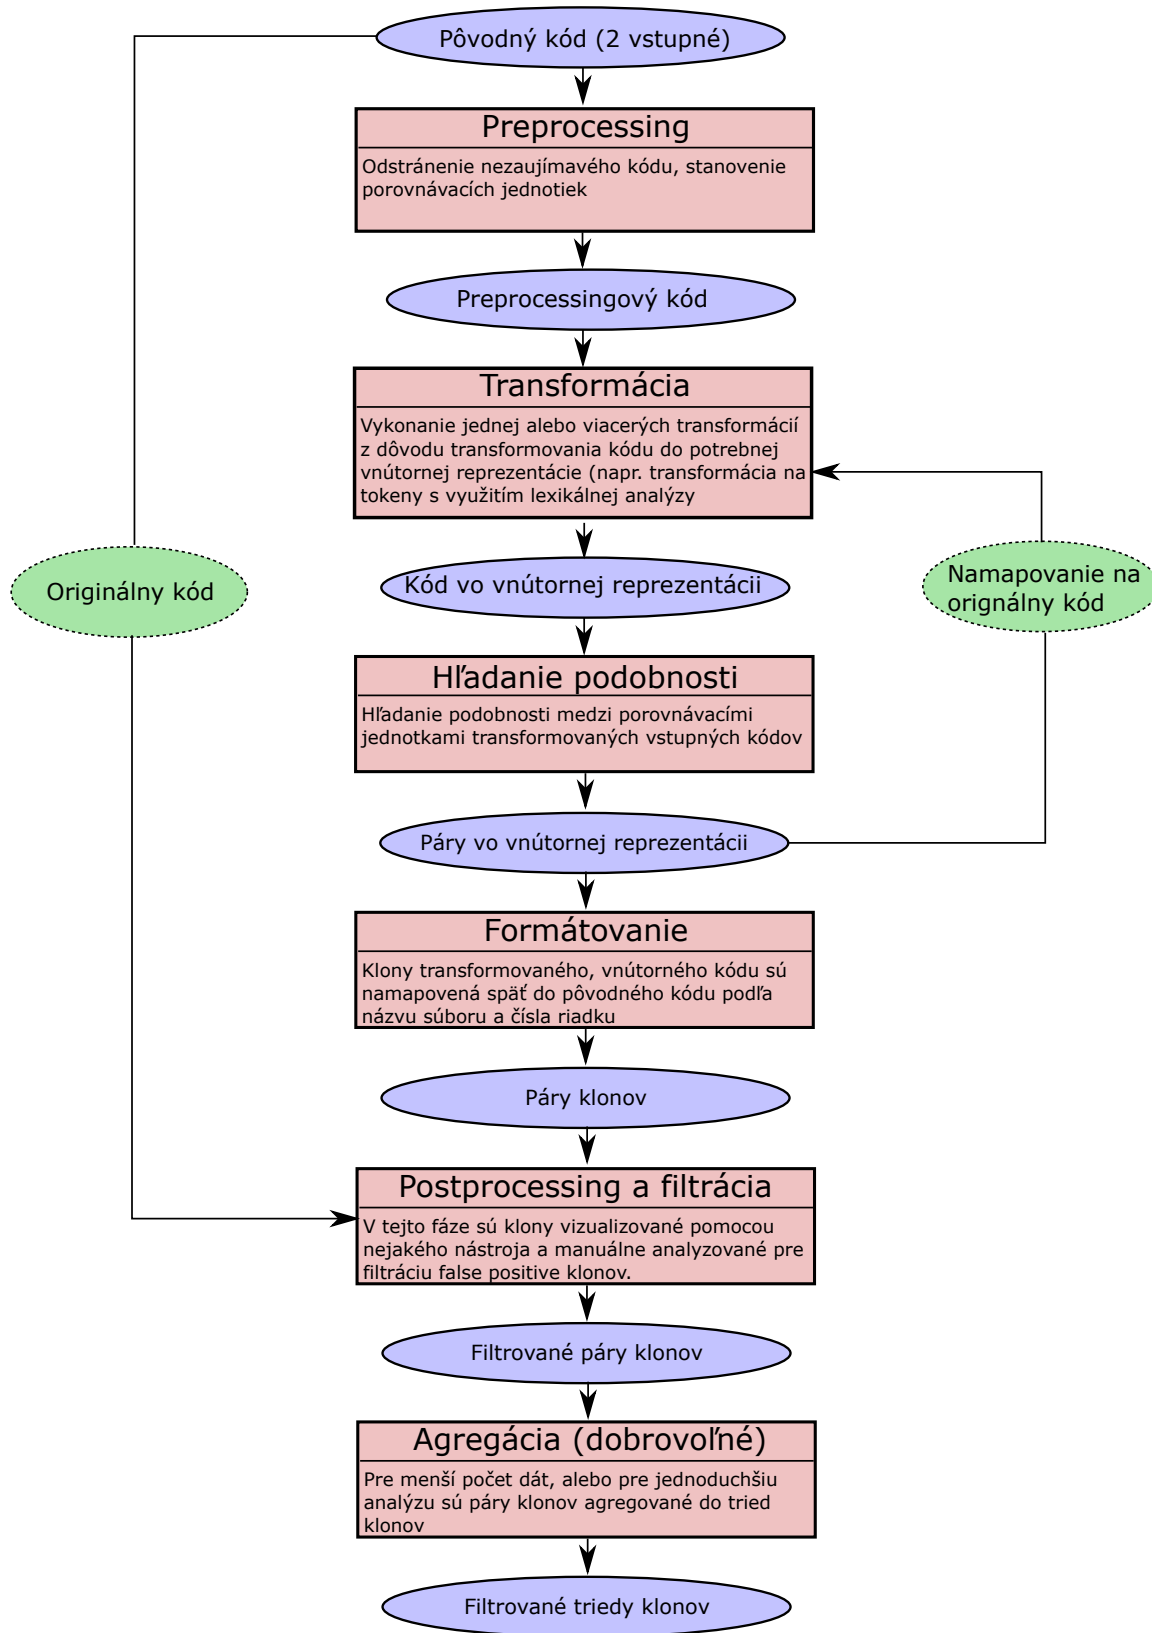 Pôvodný kód (2 vstupné)
Preprocessing
Odstránenie nezaujímavého kódu, stanovenie
porovnávacích jednotiek
Preprocessingový kód
Transformácia
Vykonanie jednej alebo viacerých transformácií
z dôvodu transformovania kódu do potrebnej
vnútornej reprezentácie (napr. transformácia na
tokeny s využitím lexikálnej analýzy
Originálny kód
Kód vo vnútornej reprezentácii
Namapovanie na
orignálny kód
Hľadanie podobnosti
Hľadanie podobnosti medzi porovnávacími
jednotkami transformovaných vstupných kódov
Páry vo vnútornej reprezentácii
Formátovanie
Klony transformovaného, vnútorného kódu sú
namapovená späť do pôvodného kódu podľa
názvu súboru a čísla riadku
Páry klonov
Postprocessing a filtrácia
V tejto fáze sú klony vizualizované pomocou
nejakého nástroja a manuálne analyzované pre
filtráciu false positive klonov.
Filtrované páry klonov
Agregácia (dobrovoľné)
Pre menší počet dát, alebo pre jednoduchšiu
analýzu sú páry klonov agregované do tried
klonov
Filtrované triedy klonov